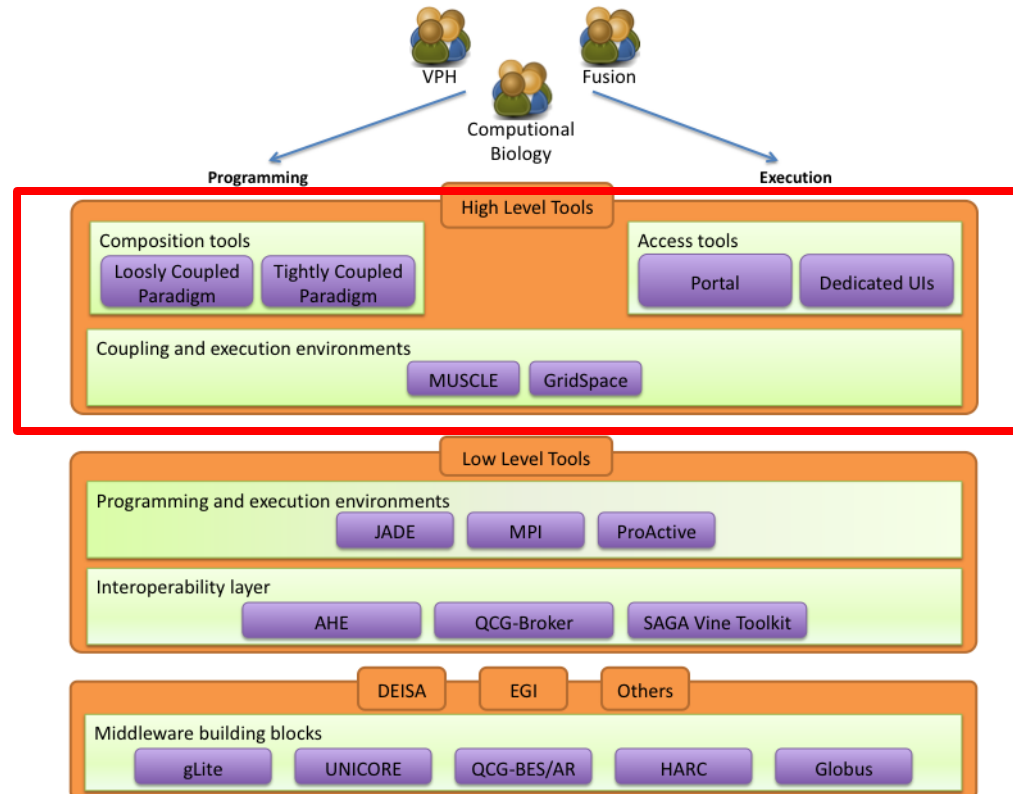 VPH
Fusion
Computional
Biology
Programming
Execution
High Level Tools
Composition tools
Loosly Coupled
Paradigm
Tightly Coupled
Paradigm
Access tools
Portal
Dedicated UIs
Coupling and execution environments
MUSCLE
GridSpace
Low Level Tools
Programming and execution environments
JADE
MPI
ProActive
Interoperability layer
AHE
QCG-Broker
SAGA Vine Toolkit
DEISA
EGI
Others
Middleware building blocks
gLite
UNICORE
QCG-BES/AR
HARC
Globus